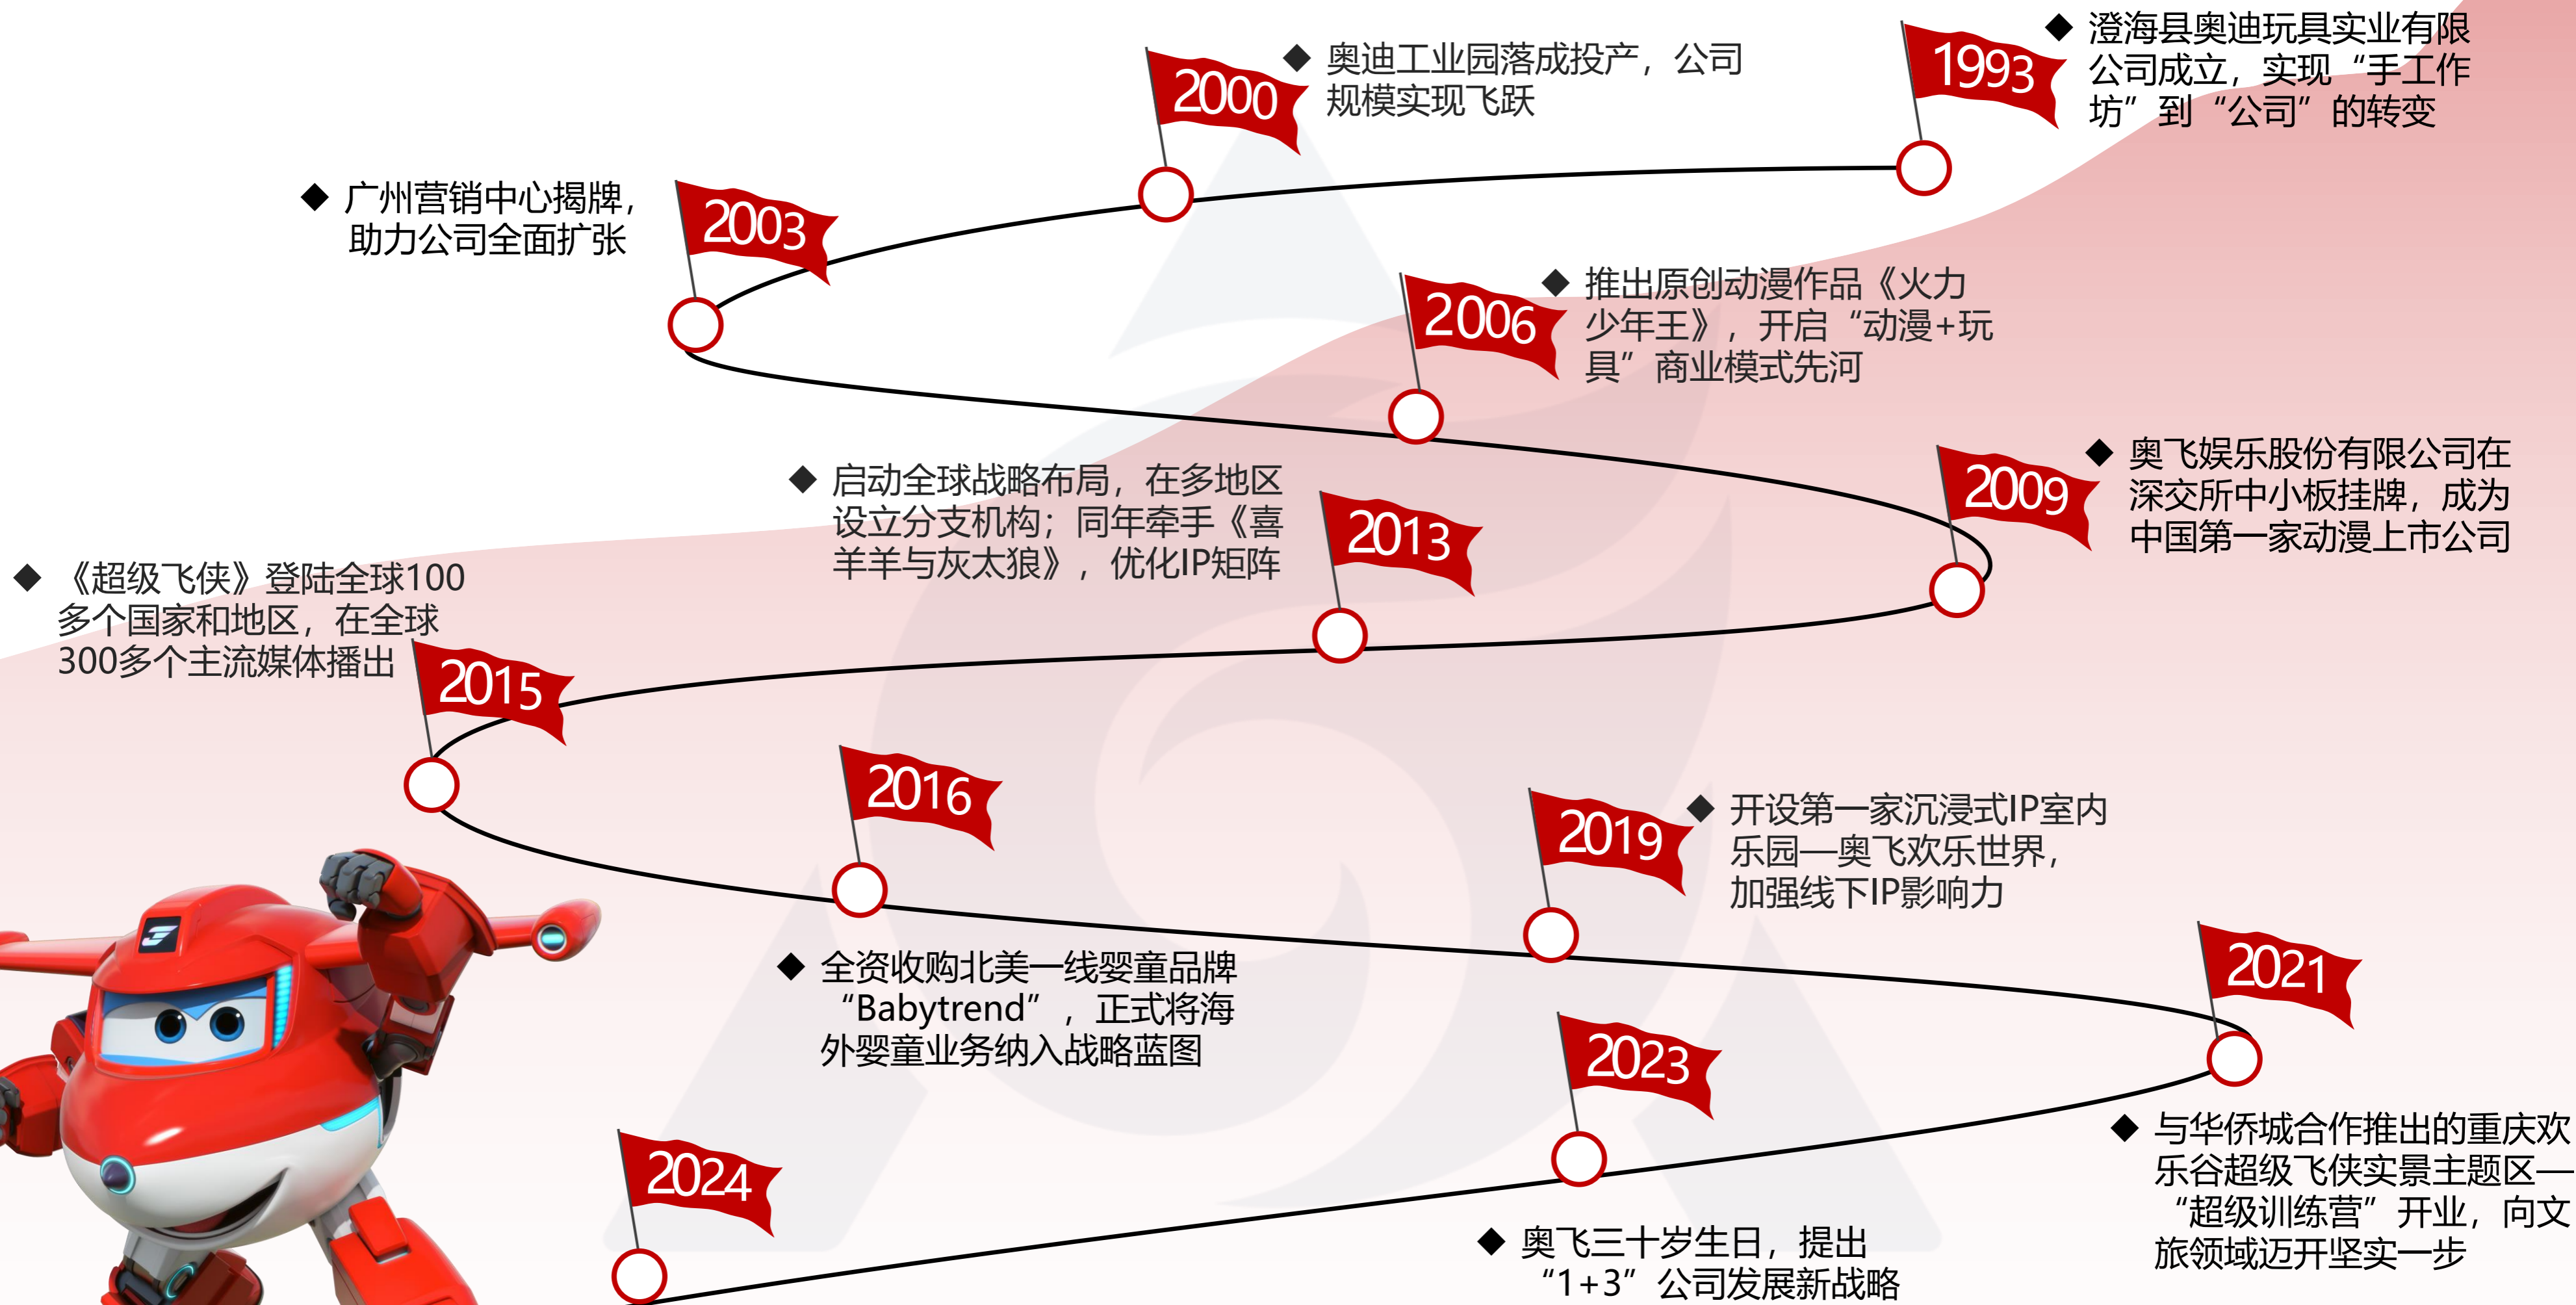 1993
澄海县奥迪玩具实业有限
公司成立，实现“手工作
坊”到“公司”的转变
2000
奥迪工业园落成投产，公司
规模实现飞跃
2003
广州营销中心揭牌，
助力公司全面扩张
2006
推出原创动漫作品《火力
少年王》，开启“动漫+玩
具”商业模式先河
2009
奥飞娱乐股份有限公司在
深交所中小板挂牌，成为
中国第一家动漫上市公司
2013
启动全球战略布局，在多地区
设立分支机构；同年牵手《喜
羊羊与灰太狼》，优化IP矩阵
2015
《超级飞侠》登陆全球100
多个国家和地区，在全球
300多个主流媒体播出
2016
全资收购北美一线婴童品牌
“Babytrend”，正式将海
外婴童业务纳入战略蓝图
2019
开设第一家沉浸式IP室内
乐园—奥飞欢乐世界，
加强线下IP影响力
2021
与华侨城合作推出的重庆欢
乐谷超级飞侠实景主题区—
“超级训练营”开业，向文
旅领域迈开坚实一步
2023
奥飞三十岁生日，提出
“1+3”公司发展新战略
2024